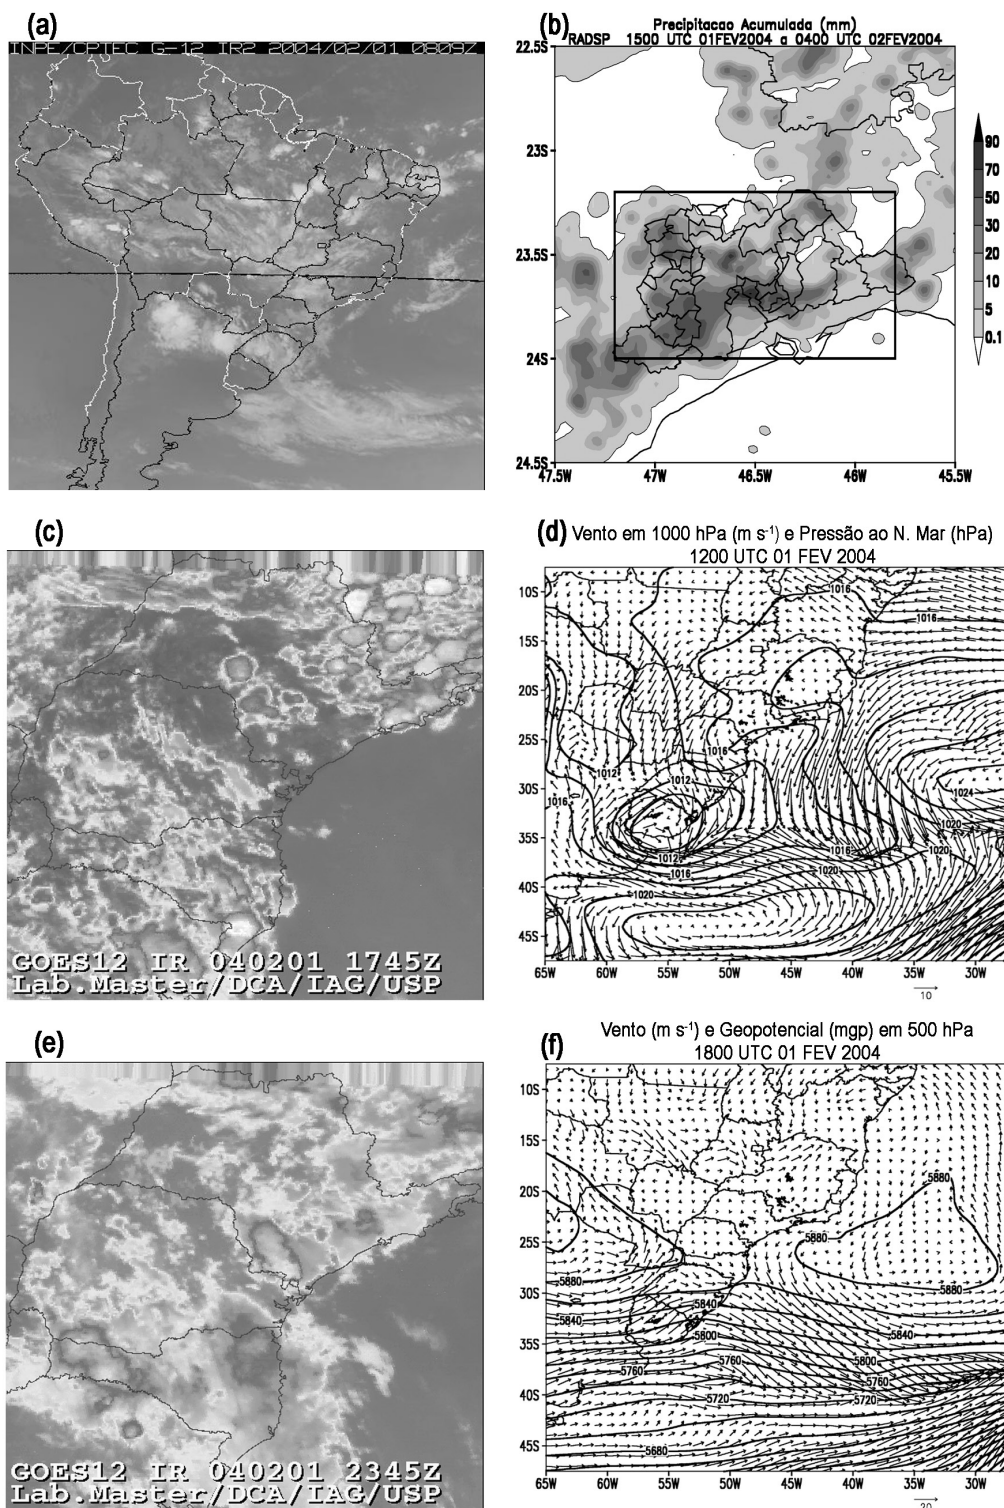 (a)
INPE/CPTEC G-12 IR2 2004/02/01 0809Z
(b)
Precipitacao Acumulada (mm)
RADSP 1500 UTC 01FEV2004 a 0400 UTC 02FEV2004
22.5S
23S
23.5S
24S
24.5S
47.5W 47W 46.5W 46W 45.5W
90
70
50
30
20
10
5
0.1
(c)
GOES12 IR 040201 1745Z
Lab.Master/DCA/IAG/USP
(d) Vento em 1000 hPa (m s-1) e Pressão ao N. Mar (hPa)
1200 UTC 01 FEV 2004
10S
15S
20S
25S
30S
35S
40S
45S
1016
1016
1016
1012
1012
1016
1024
1020
1016
1020
1012
1016
1020
1020
65W 60W 55W 50W 45W 40W 35W 30W
10
(e)
GOES12 IR 040201 2345Z
Lab.Master/DCA/IAG/USP
(f) Vento (m s-1) e Geopotencial (mgp) em 500 hPa
1800 UTC 01 FEV 2004
10S
15S
20S
25S
30S
35S
40S
45S
5880
5880
5880
5880
5840
5840
5800
5840
5760
5800
5760
5720
5720
5680
65W 60W 55W 50W 45W 40W 35W 30W
20